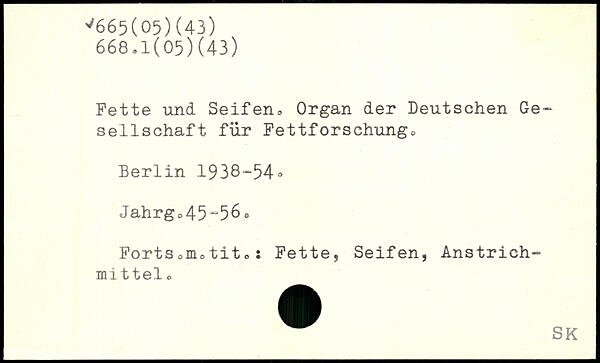 ✓665(05)(43)
668.1(05)(43)
Fette und Seifen. Organ der Deutschen Ge-
sellschaft für Fettforschung.
Berlin 1938-54.
Jahrg.45-56.
Forts.m.tit.: Fette, Seifen, Anstrich-
mittel.
SK